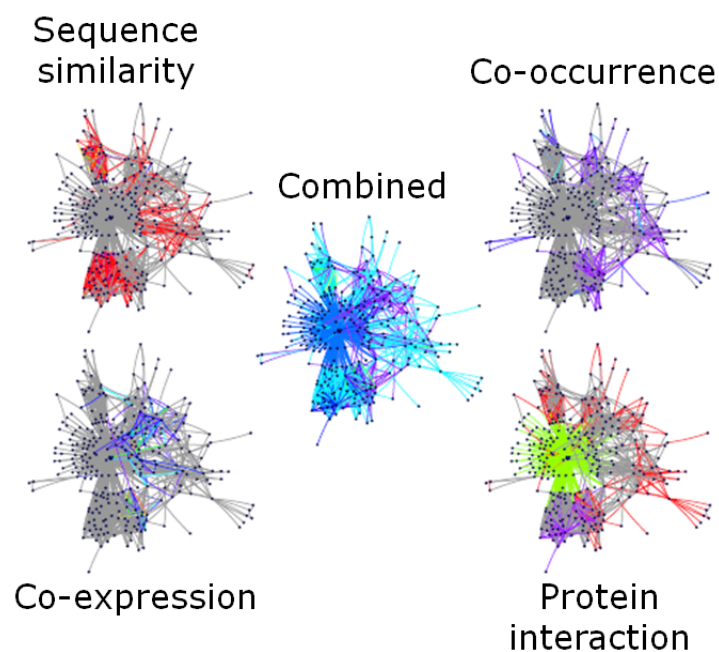 Sequence
similarity
Co-occurrence
Combined
Co-expression
Protein
interaction